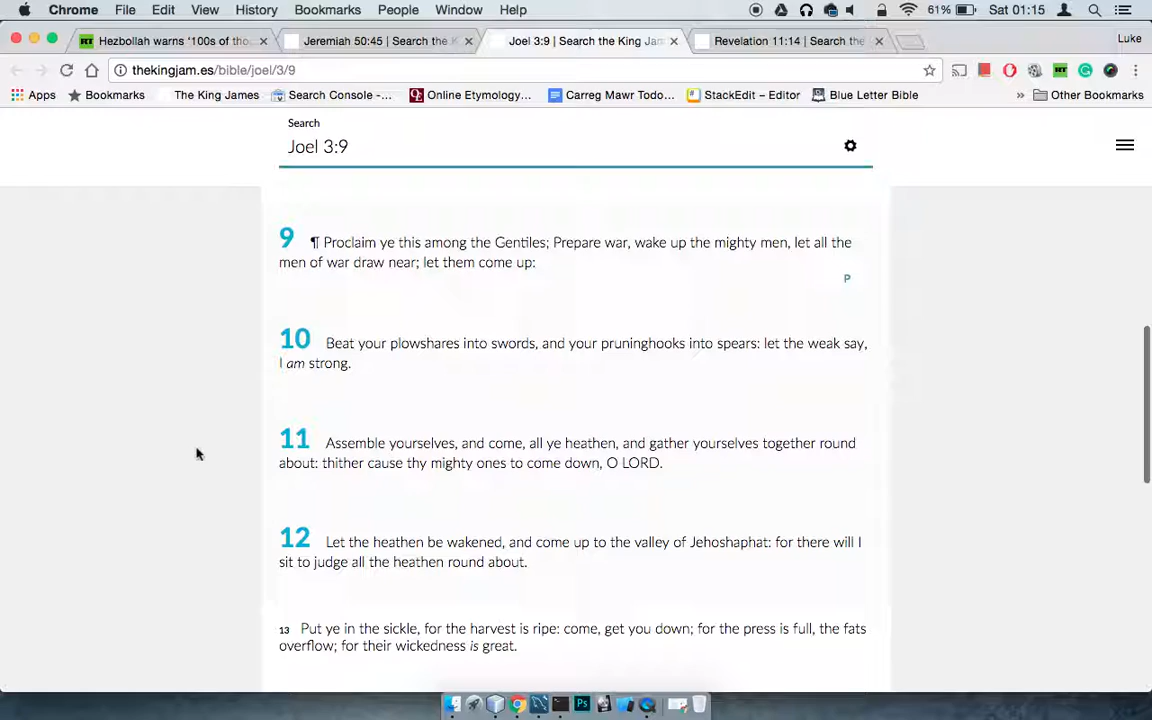 Chrome File Edit View History Bookmarks People Window Help 61% Sat 01:15
Hezbollah warns '100s of tho Jeremiah 50:45 | Search the K Joel 3:9 | Search the King Jam Revelation 11:14 | Search the Luke
thekingjam.es/bible/joel/3/9
Apps Bookmarks The King James Search Console -... Online Etymology... Carreg Mawr Todo... StackEdit – Editor Blue Letter Bible » Other Bookmarks
Search
Joel 3:9
9 ¶ Proclaim ye this among the Gentiles; Prepare war, wake up the mighty men, let all the
men of war draw near; let them come up:
P
10 Beat your plowshares into swords, and your pruninghooks into spears: let the weak say,
I am strong.
11 Assemble yourselves, and come, all ye heathen, and gather yourselves together round
about: thither cause thy mighty ones to come down, O LORD.
12 Let the heathen be wakened, and come up to the valley of Jehoshaphat: for there will I
sit to judge all the heathen round about.
13 Put ye in the sickle, for the harvest is ripe: come, get you down; for the press is full, the fats
overflow; for their wickedness is great.